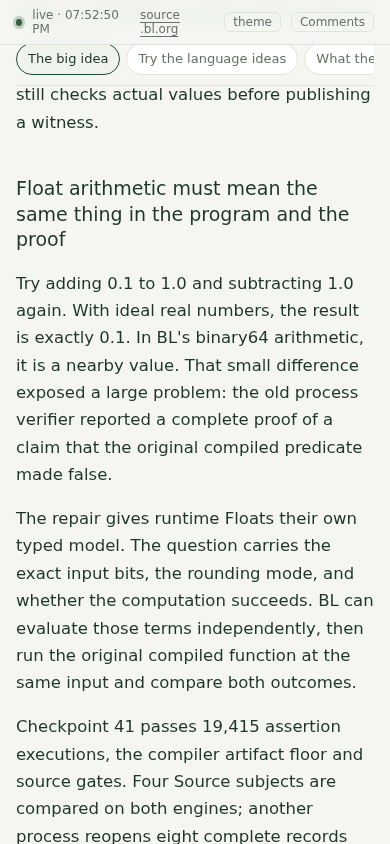 live · 07:52:50 PM
source .bl.org
theme
Comments
The big idea
Try the language ideas
What the
still checks actual values before publishing
a witness.
Float arithmetic must mean the
same thing in the program and the
proof
Try adding 0.1 to 1.0 and subtracting 1.0
again. With ideal real numbers, the result
is exactly 0.1. In BL's binary64 arithmetic,
it is a nearby value. That small difference
exposed a large problem: the old process
verifier reported a complete proof of a
claim that the original compiled predicate
made false.
The repair gives runtime Floats their own
typed model. The question carries the
exact input bits, the rounding mode, and
whether the computation succeeds. BL can
evaluate those terms independently, then
run the original compiled function at the
same input and compare both outcomes.
Checkpoint 41 passes 19,415 assertion
executions, the compiler artifact floor and
source gates. Four Source subjects are
compared on both engines; another
process reopens eight complete records